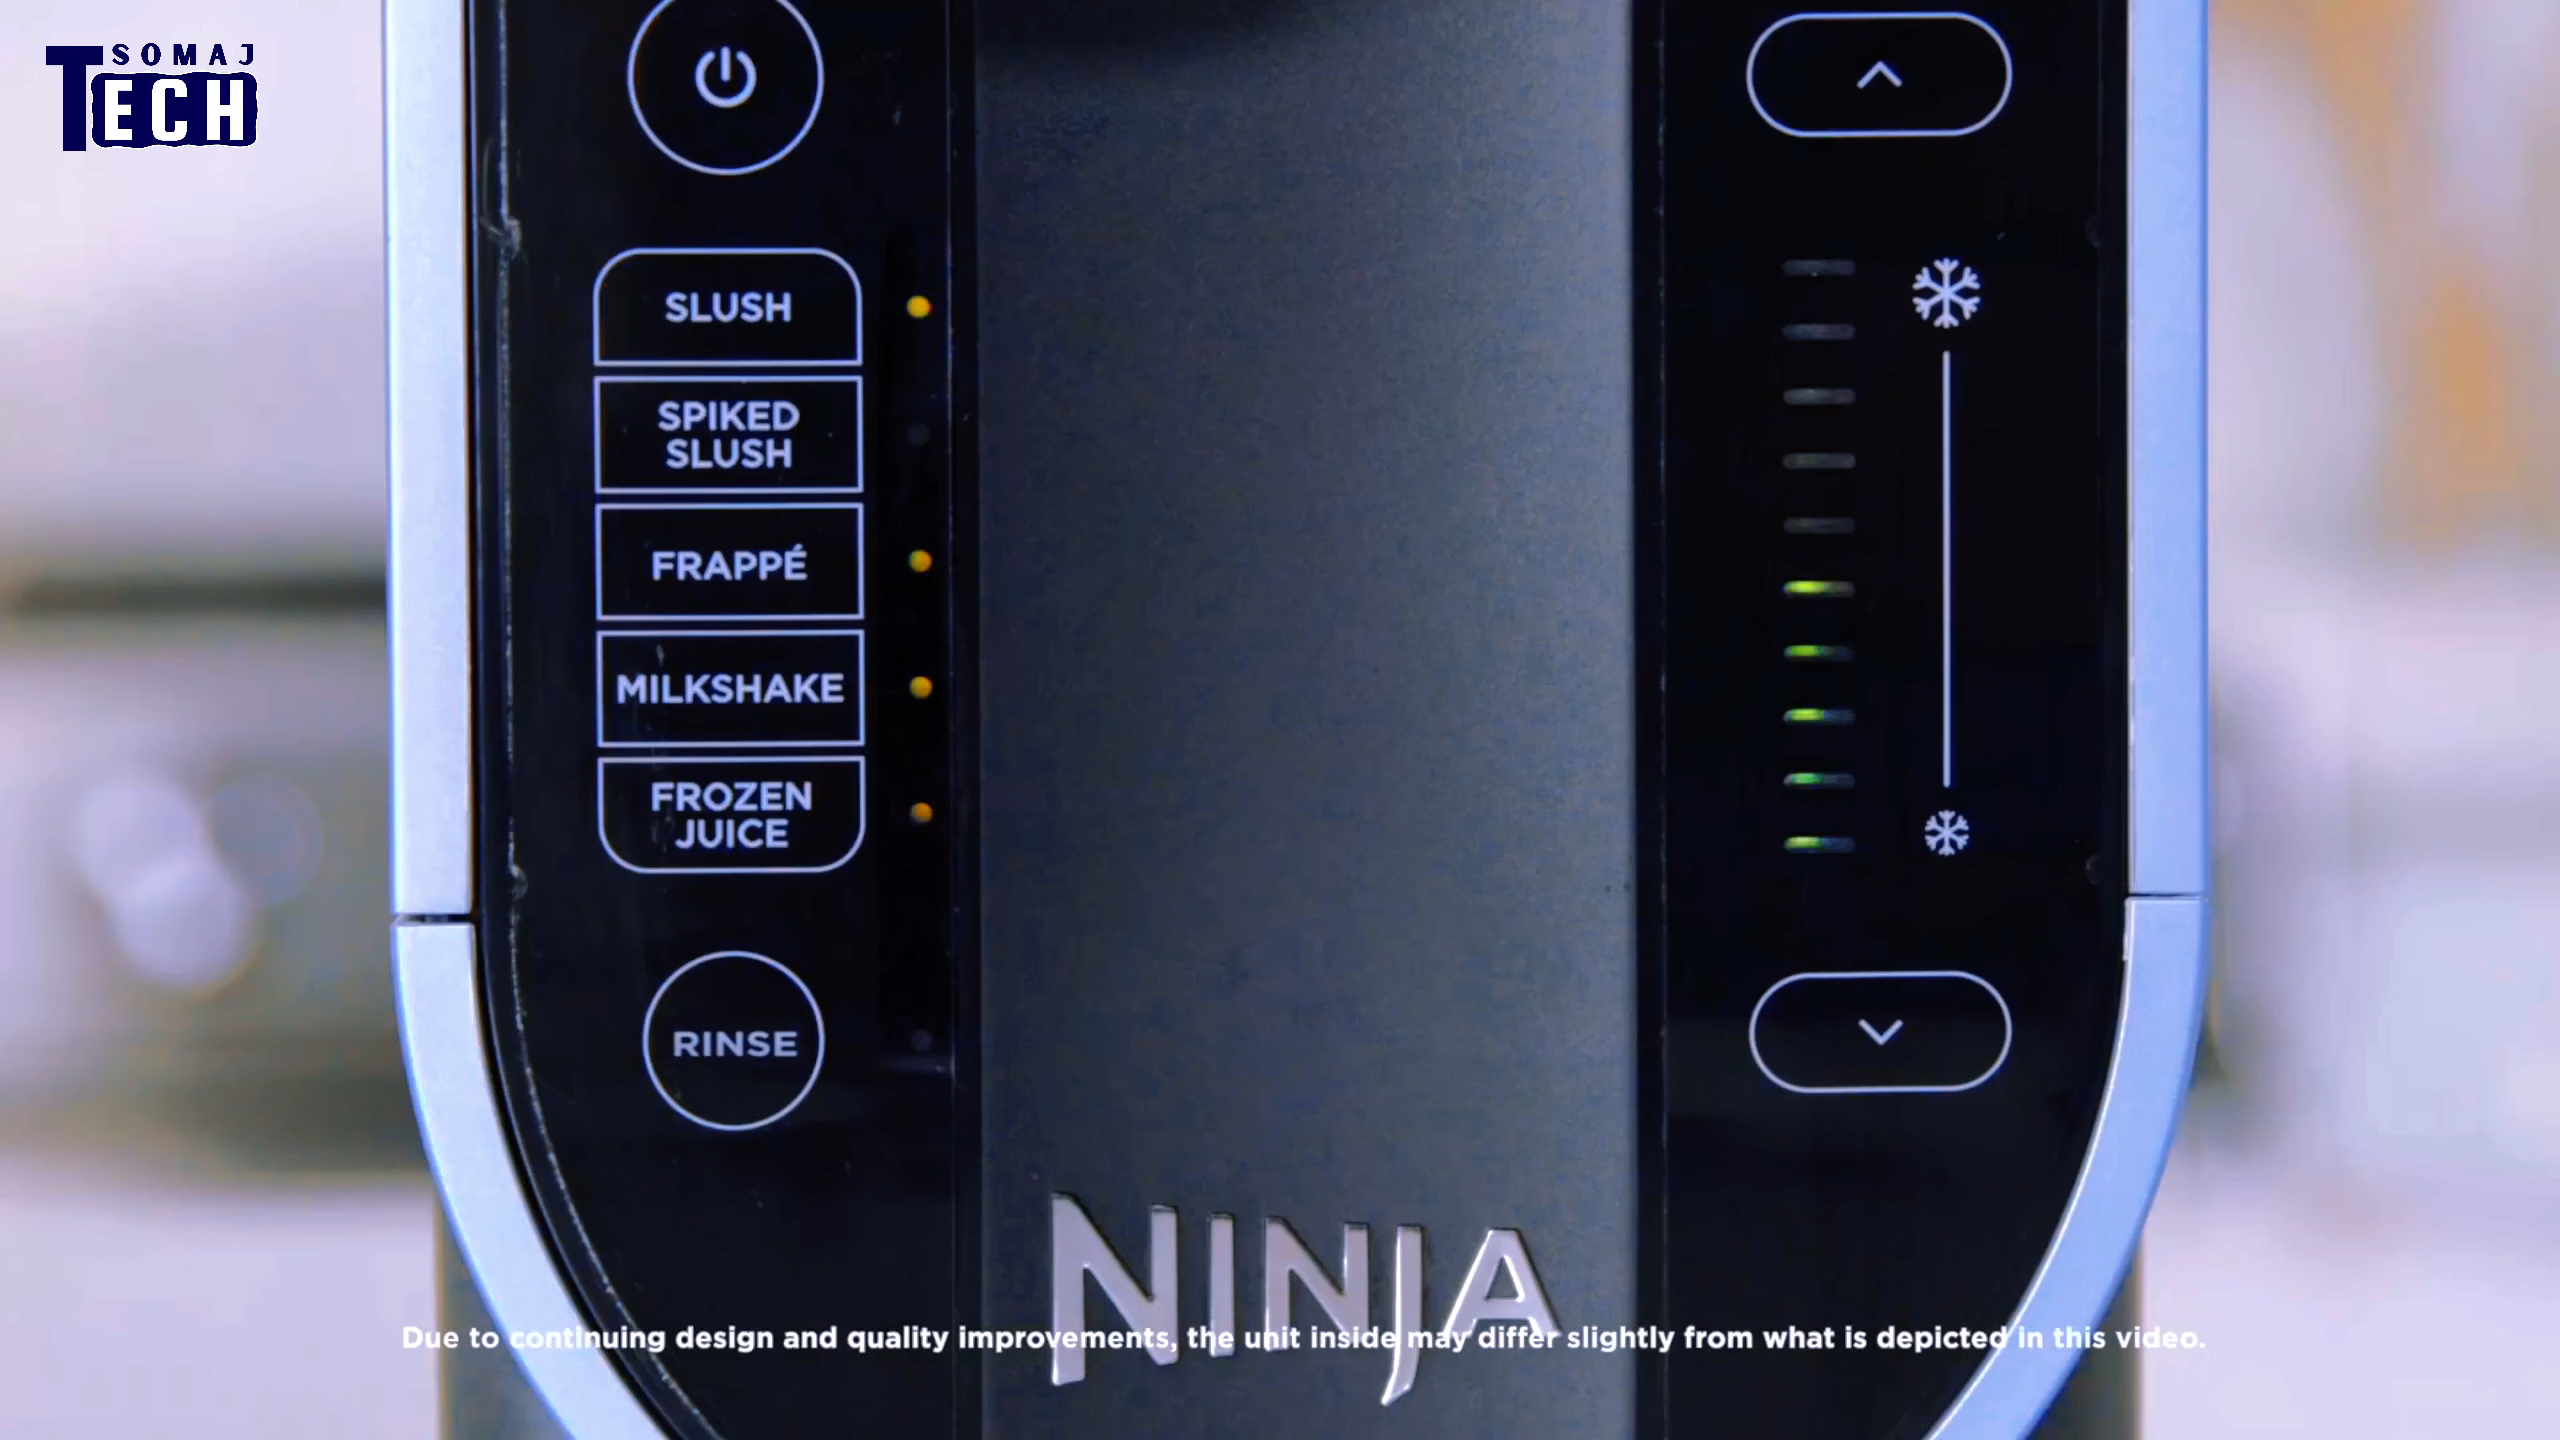 SOMAJ
TECH
SLUSH
SPIKED
SLUSH
FRAPPÉ
MILKSHAKE
FROZEN
JUICE
RINSE
NINJA
Due to continuing design and quality improvements, the unit inside may differ slightly from what is depicted in this video.